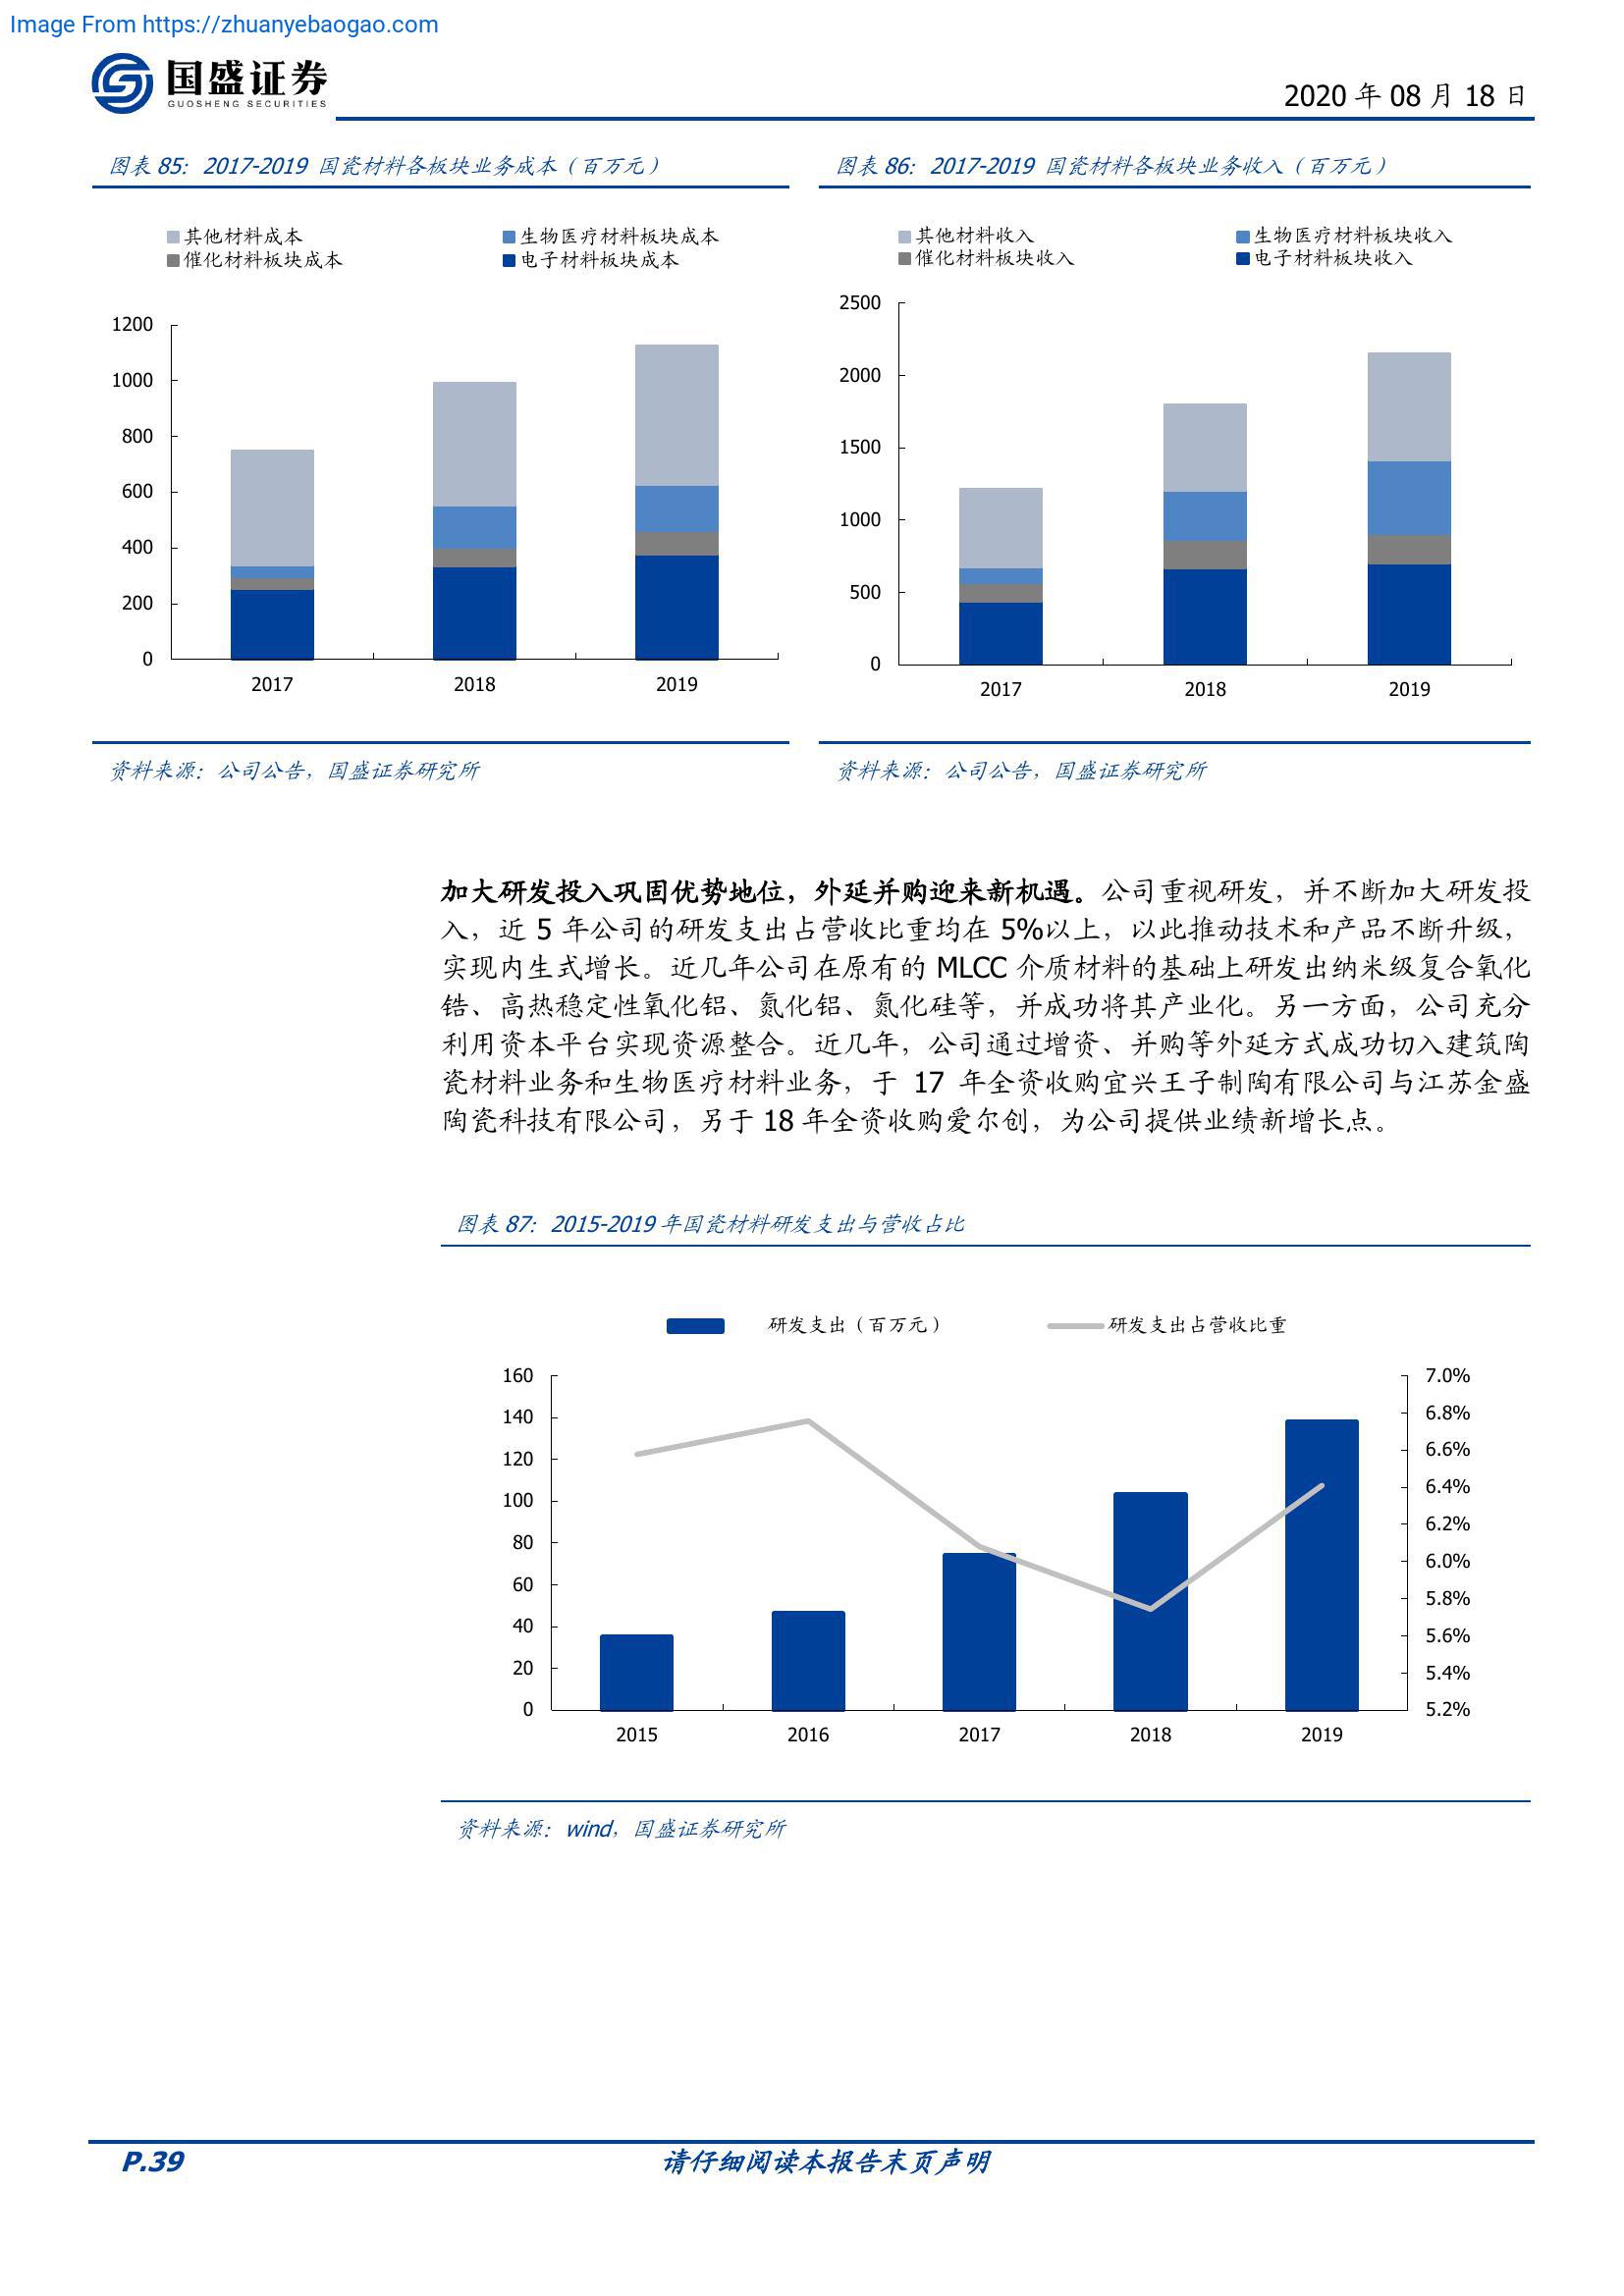 Image From https://zhuanyebaogao.com
国盛证券
GUOSHENG SECURITIES
2020 年 08 月 18 日
图表 85：2017-2019 国瓷材料各板块业务成本（百万元）
其他材料成本
生物医疗材料板块成本
催化材料板块成本
电子材料板块成本
1200
1000
800
600
400
200
0
2017
2018
2019
资料来源：公司公告，国盛证券研究所
图表 86：2017-2019 国瓷材料各板块业务收入（百万元）
其他材料收入
生物医疗材料板块收入
催化材料板块收入
电子材料板块收入
2500
2000
1500
1000
500
0
2017
2018
2019
资料来源：公司公告，国盛证券研究所
加大研发投入巩固优势地位，外延并购迎来新机遇。公司重视研发，并不断加大研发投
入，近 5 年公司的研发支出占营收比重均在 5%以上，以此推动技术和产品不断升级，
实现内生式增长。近几年公司在原有的 MLCC 介质材料的基础上研发出纳米级复合氧化
锆、高热稳定性氧化铝、氮化铝、氮化硅等，并成功将其产业化。另一方面，公司充分
利用资本平台实现资源整合。近几年，公司通过增资、并购等外延方式成功切入建筑陶
瓷材料业务和生物医疗材料业务，于 17 年全资收购宜兴王子制陶有限公司与江苏金盛
陶瓷科技有限公司，另于 18 年全资收购爱尔创，为公司提供业绩新增长点。
图表 87：2015-2019 年国瓷材料研发支出与营收占比
研发支出（百万元）
研发支出占营收比重
160
140
120
100
80
60
40
20
0
7.0%
6.8%
6.6%
6.4%
6.2%
6.0%
5.8%
5.6%
5.4%
5.2%
2015
2016
2017
2018
2019
资料来源：wind，国盛证券研究所
P.39
请仔细阅读本报告末页声明